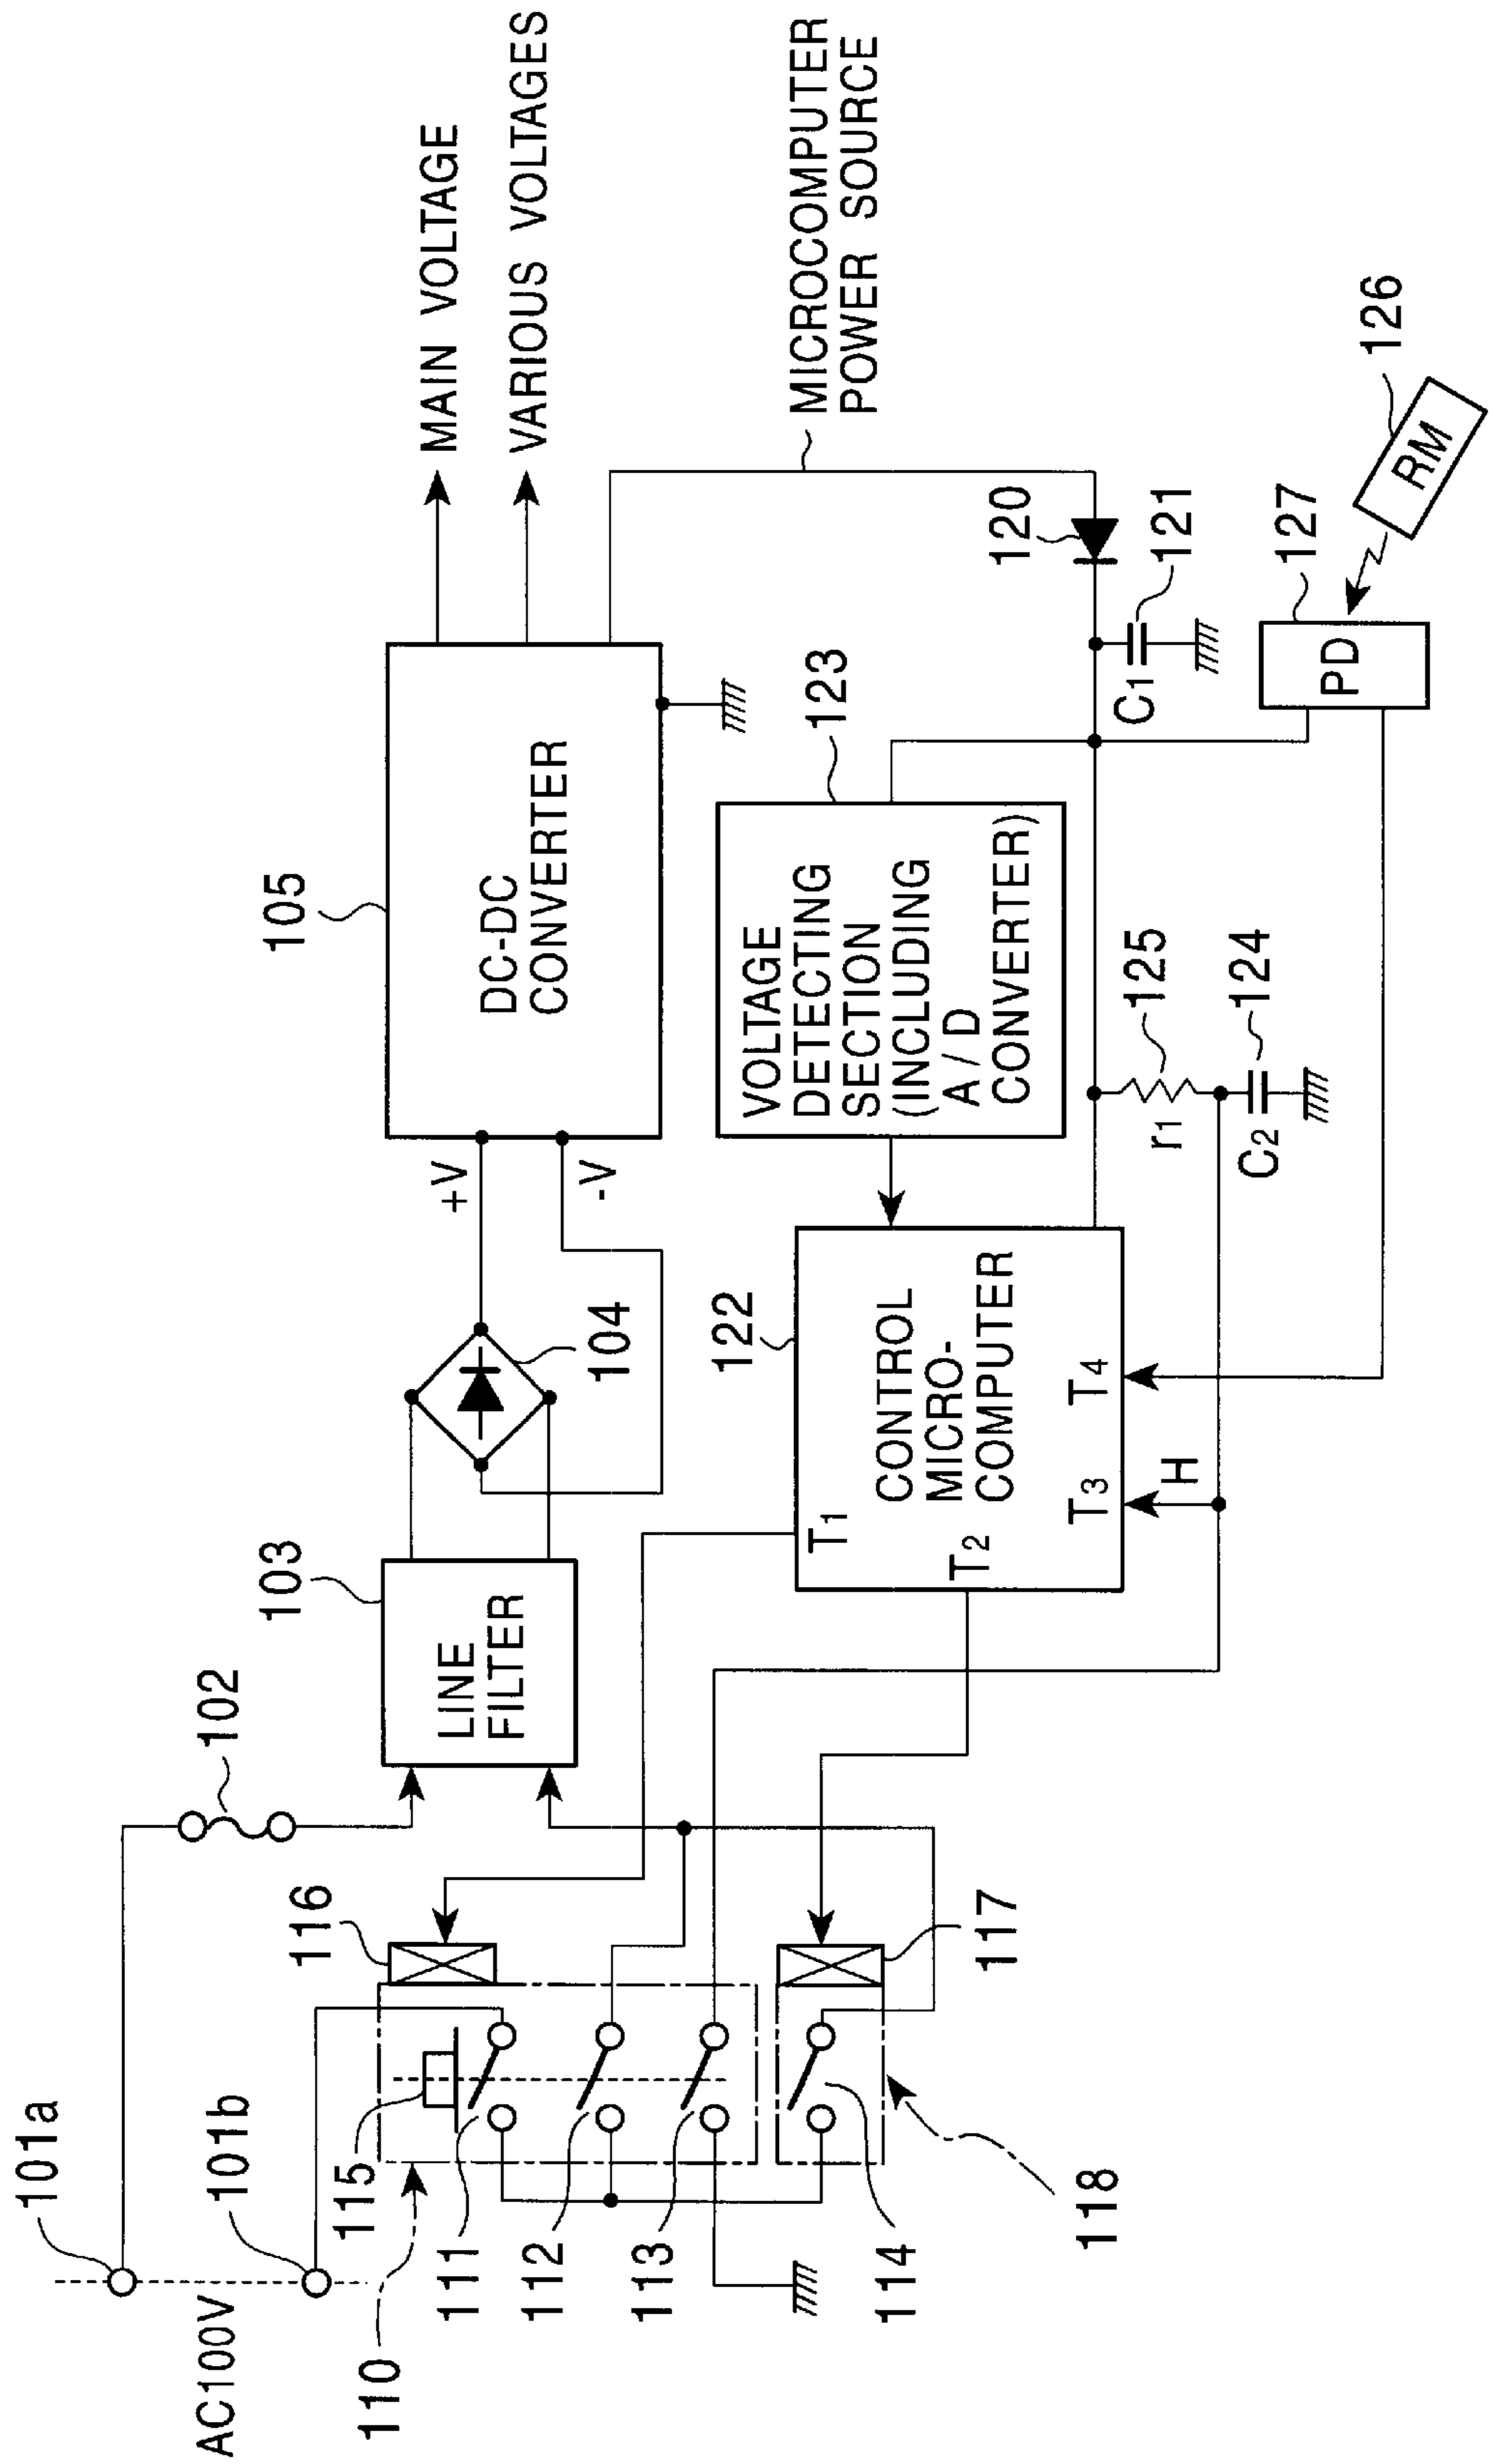 AC100V
101a
101b
102
103
LINE
FILTER
104
+V
-V
105
DC-DC
CONVERTER
MAIN VOLTAGE
VARIOUS VOLTAGES
MICROCOMPUTER
POWER SOURCE
110
115
111
112
113
114
116
117
118
122
T1
T2
CONTROL
MICRO-
COMPUTER
T3
T4
H
123
VOLTAGE
DETECTING
SECTION
(INCLUDING
A/D
CONVERTER)
120
C1
121
r1
125
C2
124
127
PD
RM
126